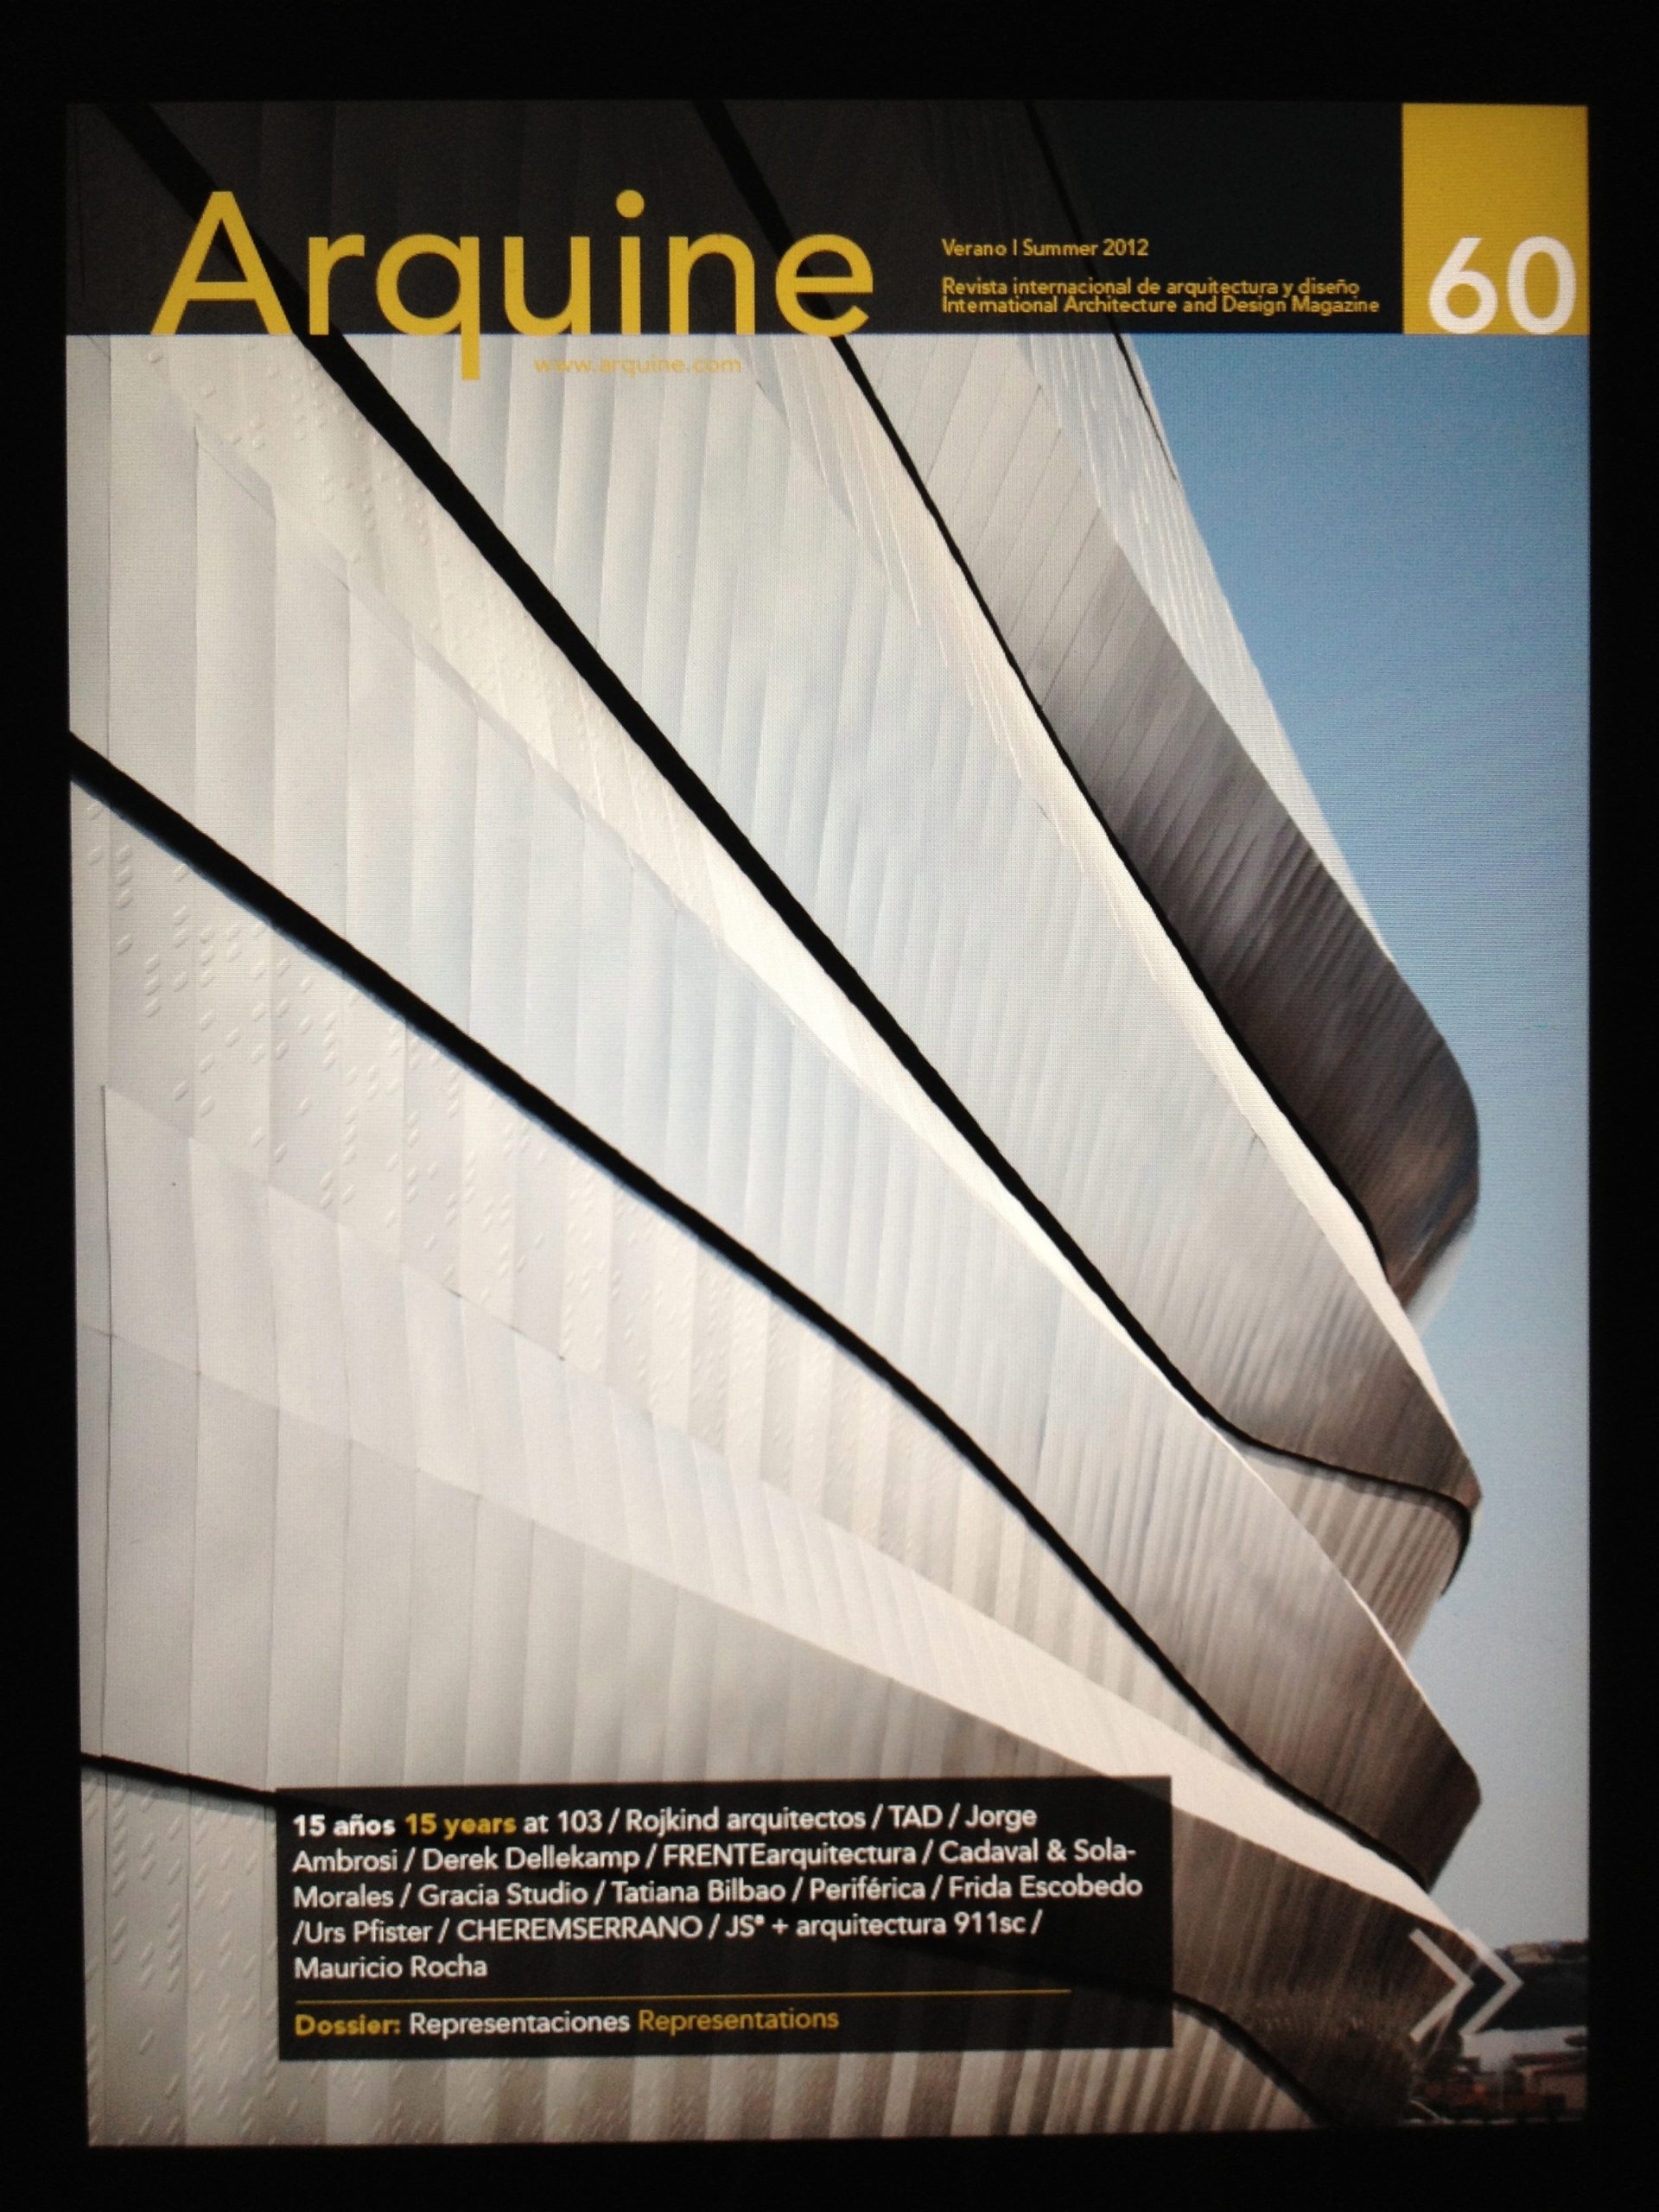 Arquine
Verano | Summer 2012
Revista internacional de arquitectura y diseño
International Architecture and Design Magazine
60
www.arquine.com
15 años 15 years at 103 / Rojkind arquitectos / TAD / Jorge
Ambrosi / Derek Dellekamp / FRENTEarquitectura / Cadaval & Sola-
Morales / Gracia Studio / Tatiana Bilbao / Periférica / Frida Escobedo
/Urs Pfister / CHEREMSERRANO / JSª + arquitectura 911sc /
Mauricio Rocha
Dossier: Representaciones Representations